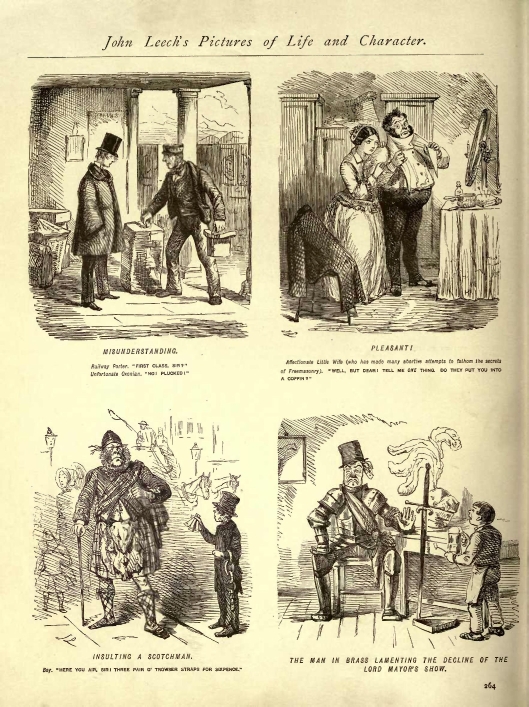 John Leech's Pictures of Life and Character.
MISUNDERSTANDING.
Railway Porter. "FIRST CLASS, SIR?"
Unfortunate Oxonian. "NO! PLUCKED!"
PLEASANT!
Affectionate Little Wife (who has made many abortive attempts to fathom the secrets
of Freemasonry). "WELL, BUT DEAR! TELL ME ONE THING. DO THEY PUT YOU INTO
A COFFIN?"
INSULTING A SCOTCHMAN.
Boy. "HERE YOU AIR, SIR! THREE PAIR O' TROWSER STRAPS FOR SIXPENCE."
THE MAN IN BRASS LAMENTING THE DECLINE OF THE
LORD MAYOR'S SHOW.
264